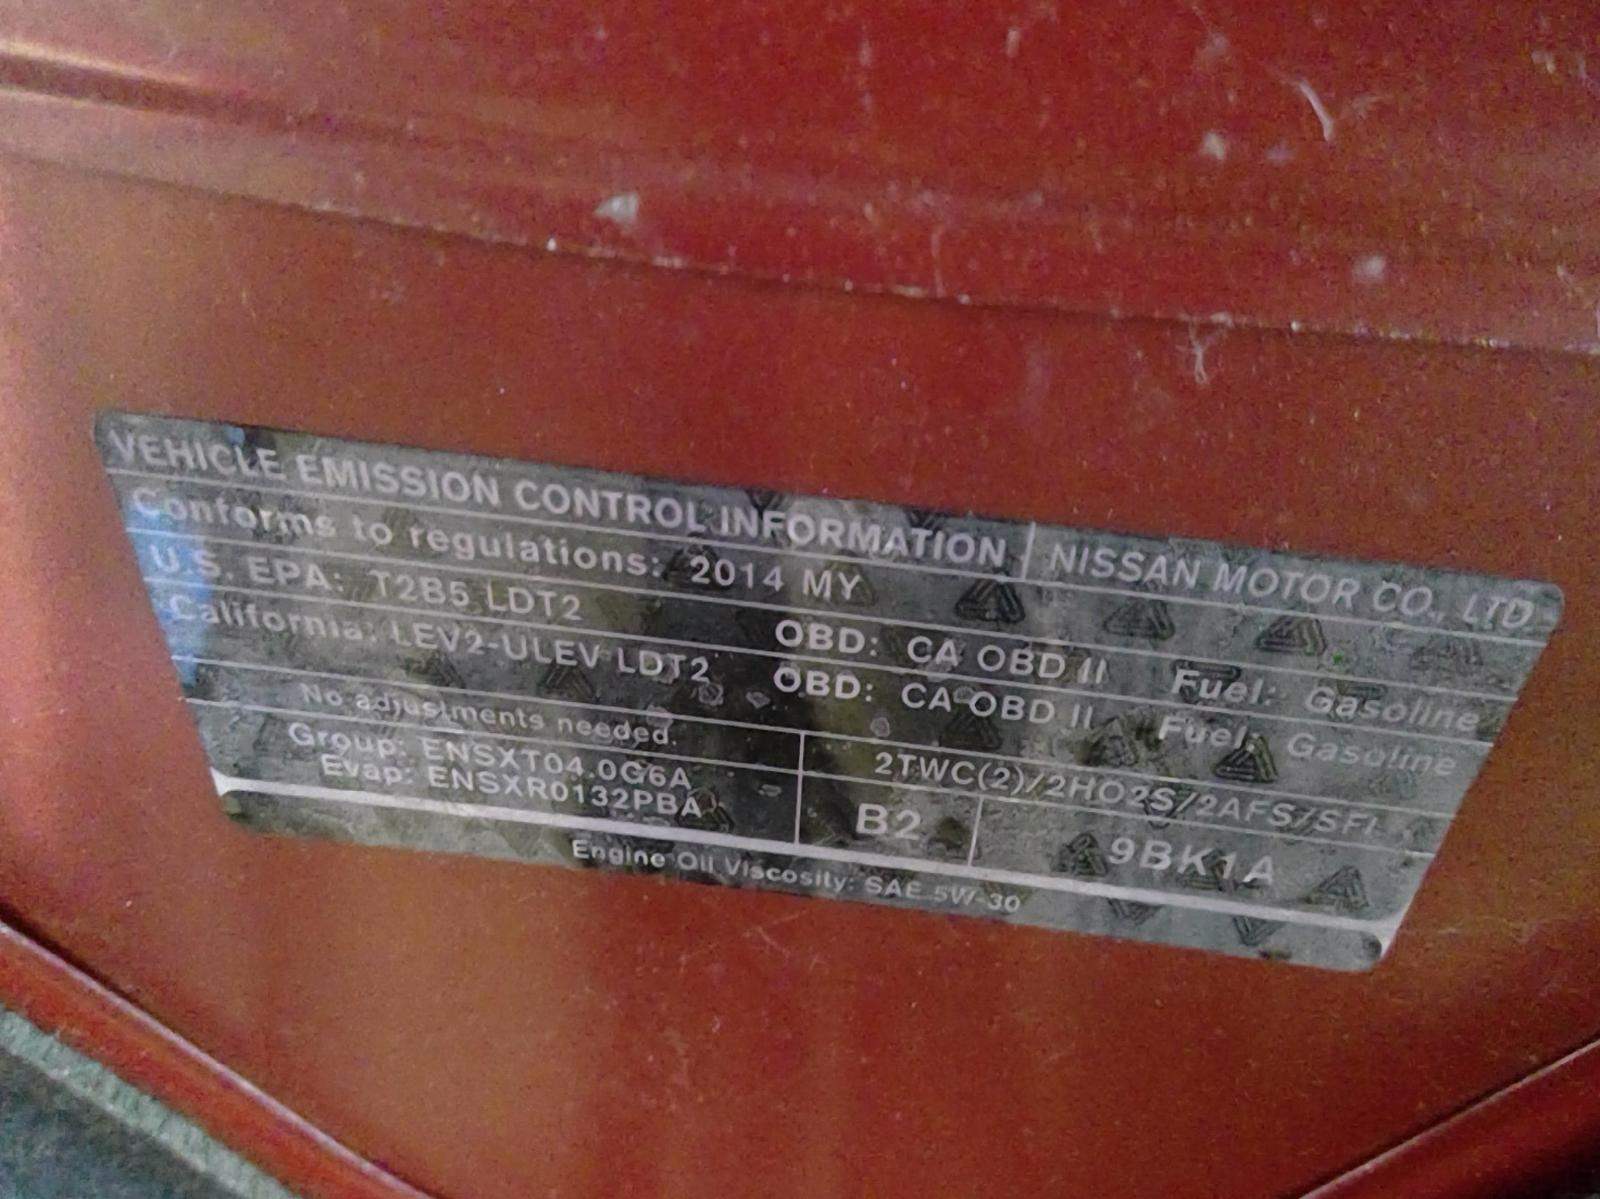 VEHICLE EMISSION CONTROL INFORMATION NISSAN MOTOR CO., LTD.
Conforms to regulations: 2014 MY
U.S. EPA: T2B5 LDT2 OBD: CA OBD II Fuel: Gasoline
California: LEV2-ULEV LDT2 OBD: CA OBD II Fuel: Gasoline
No adjustments needed. 2TWC(2)/2HO2S/2AFS/SFI
Group: ENSXT04.0G6A
Evap: ENSXR0132PBA
B2 9BK1A
Engine Oil Viscosity: SAE 5W-30